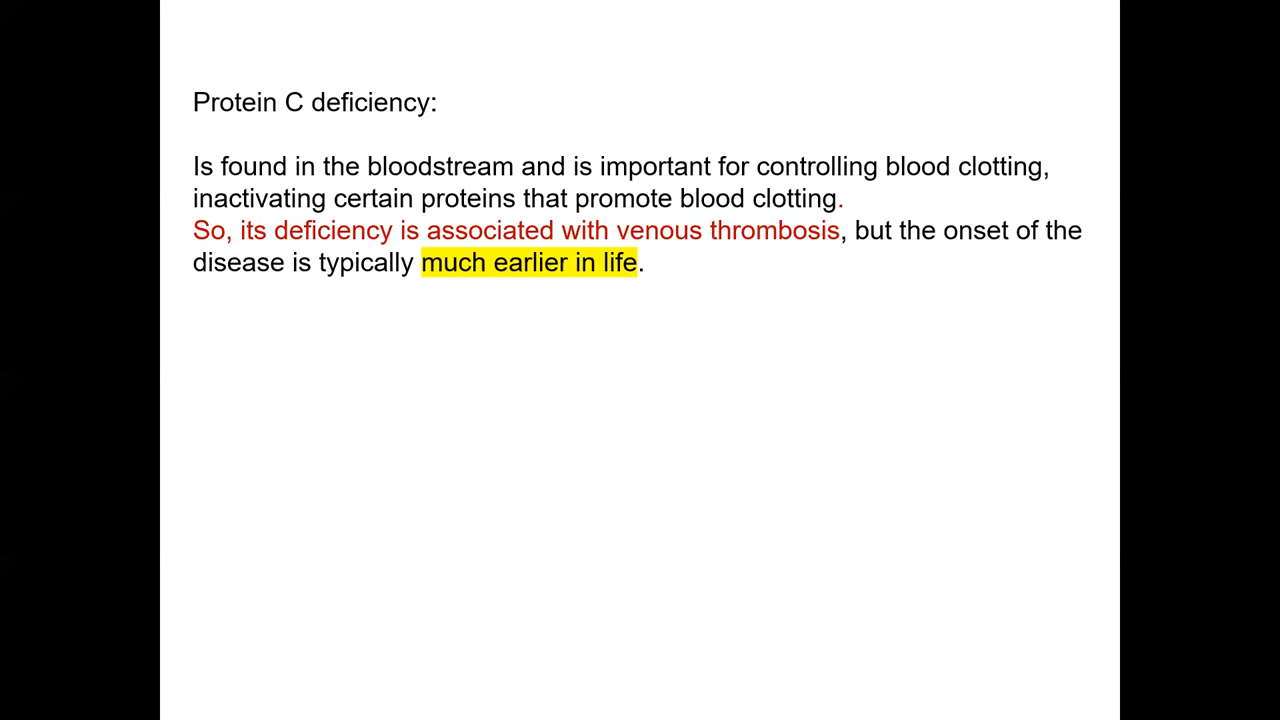 Protein C deficiency:
Is found in the bloodstream and is important for controlling blood clotting,
inactivating certain proteins that promote blood clotting.
So, its deficiency is associated with venous thrombosis, but the onset of the
disease is typically much earlier in life.